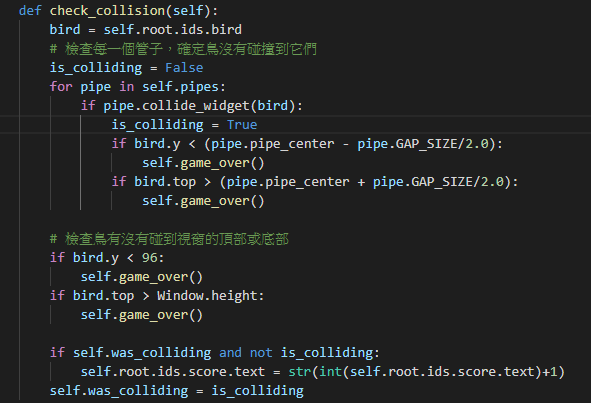 def check_collision(self):
    bird = self.root.ids.bird
    # 檢查每一個管子，確定鳥沒有碰撞到它們
    is_colliding = False
    for pipe in self.pipes:
        if pipe.collide_widget(bird):
            is_colliding = True
            if bird.y < (pipe.pipe_center - pipe.GAP_SIZE/2.0):
                self.game_over()
            if bird.top > (pipe.pipe_center + pipe.GAP_SIZE/2.0):
                self.game_over()

    # 檢查鳥有沒有碰到視窗的頂部或底部
    if bird.y < 96:
        self.game_over()
    if bird.top > Window.height:
        self.game_over()

    if self.was_colliding and not is_colliding:
        self.root.ids.score.text = str(int(self.root.ids.score.text)+1)
    self.was_colliding = is_colliding